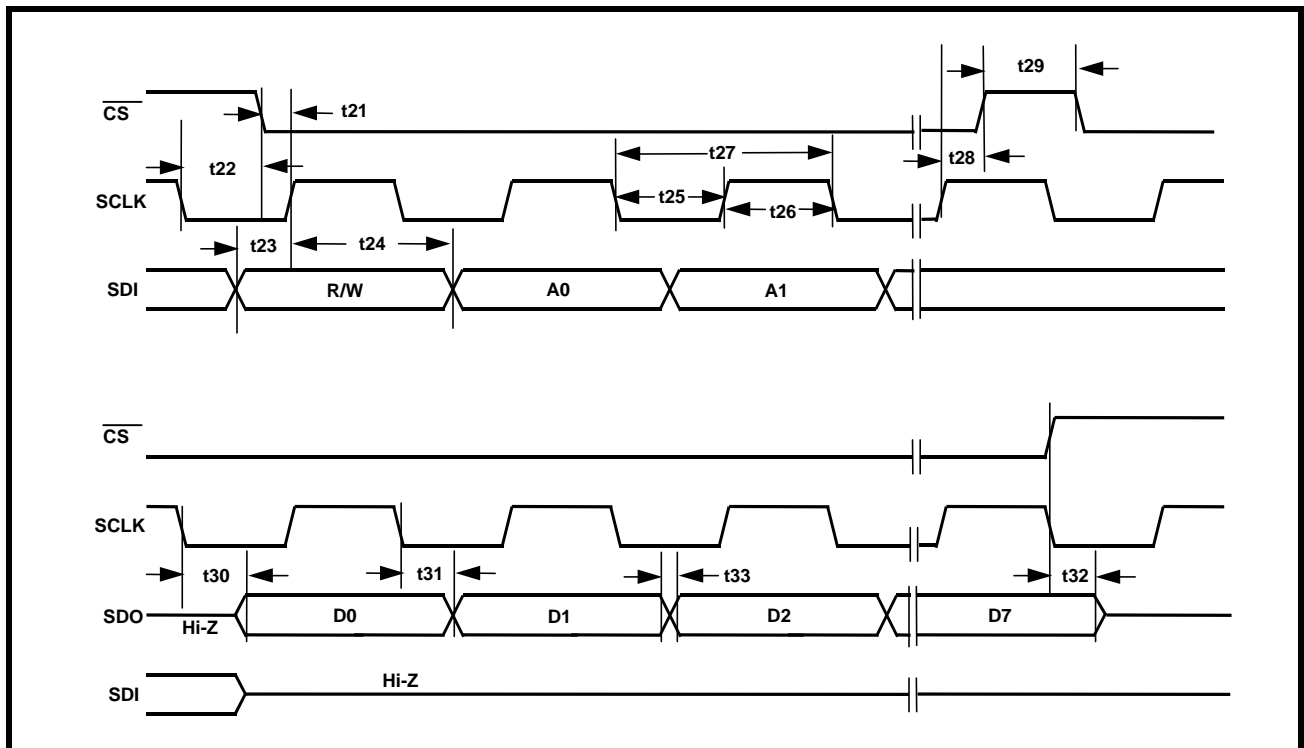 t29
CS
t21
t27
t28
t22
SCLK
t25
t26
t23
t24
SDI
R/W
A0
A1
CS
SCLK
t30
t31
t33
t32
SDO
Hi-Z
D0
D1
D2
D7
SDI
Hi-Z